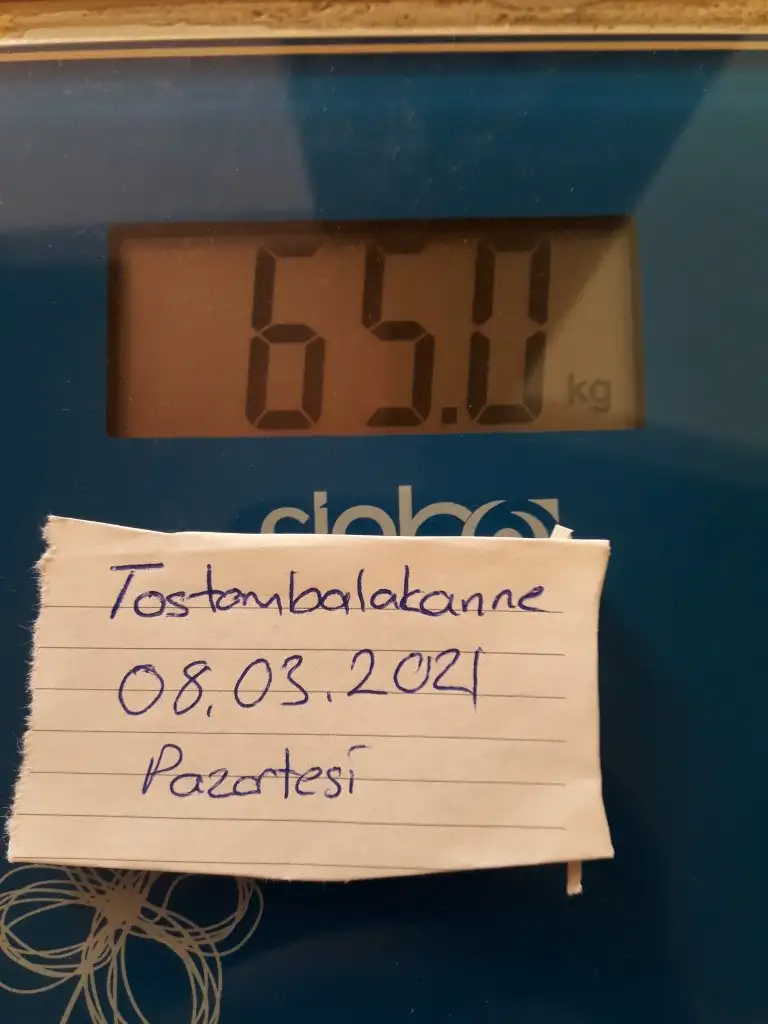 65.0 kg
Tostombalakanne
08.03.2021
Pazartesi